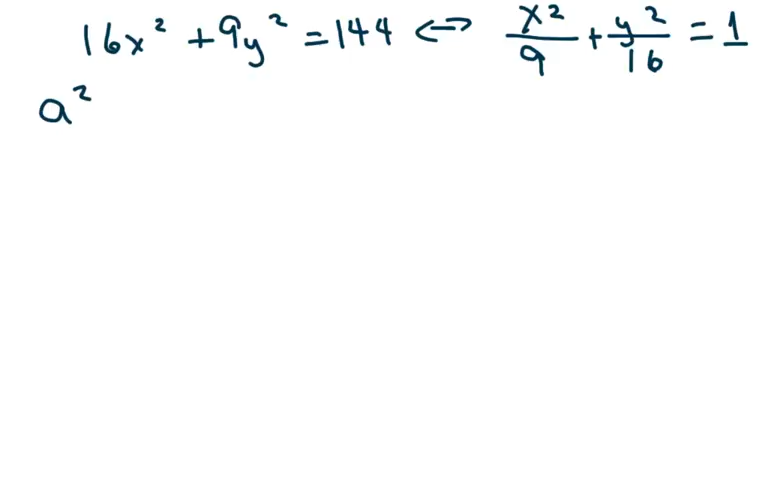 16x² + 9y² = 144 ⟷ x²/9 + y²/16 = 1
a²